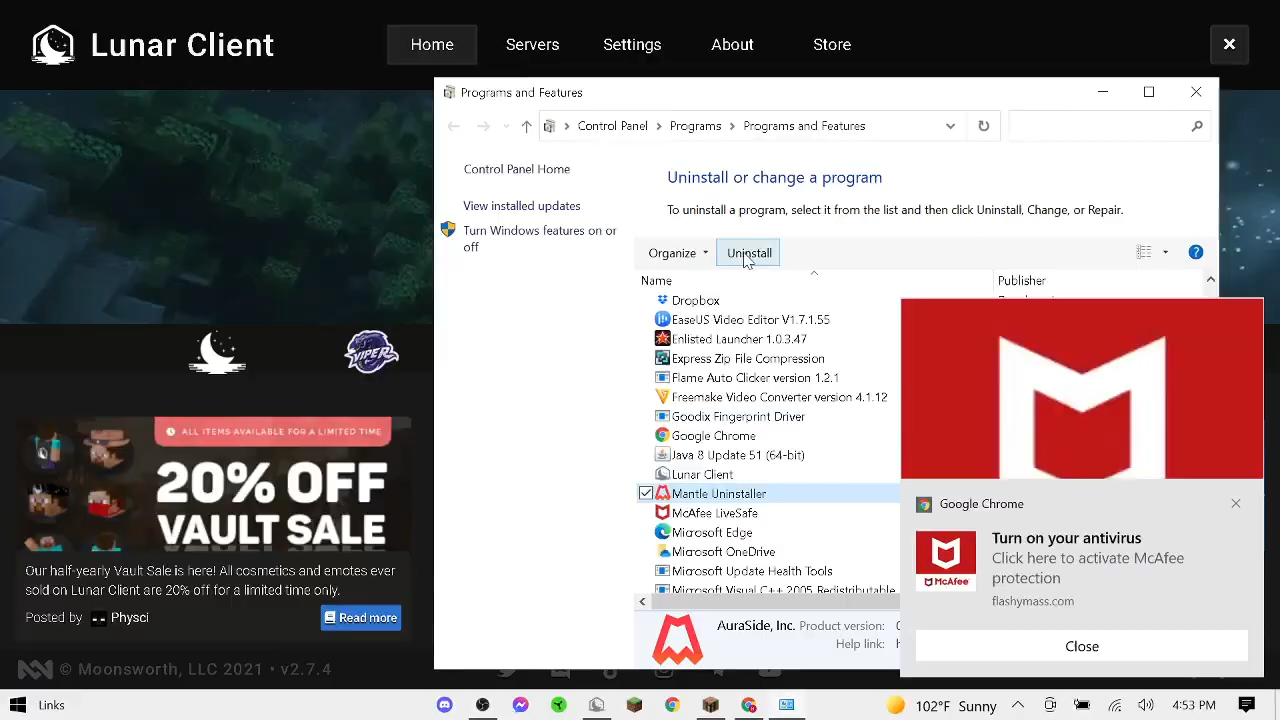 Lunar Client
Home
Servers
Settings
About
Store
Programs and Features
Control Panel
Programs
Programs and Features
Control Panel Home
View installed updates
Turn Windows features on or
off
Uninstall or change a program
To uninstall a program, select it from the list and then click Uninstall, Change, or Repair.
Organize
Uninstall
Name
Publisher
Dropbox
EaseUS Video Editor V1.7.1.55
Enlisted Launcher 1.0.3.47
Express Zip File Compression
Flame Auto Clicker version 1.2.1
Freemake Video Converter version 4.1.12
Goodix Fingerprint Driver
Google Chrome
Java 8 Update 51 (64-bit)
Lunar Client
Mantle Uninstaller
McAfee LiveSafe
Microsoft Edge
Microsoft OneDrive
Microsoft Update Health Tools
Microsoft Visual C++ 2005 Redistributable
AuraSide, Inc. Product version:
Help link:
Google Chrome
Turn on your antivirus
Click here to activate McAfee
protection
flashymass.com
McAfee
Close
VIPER
ALL ITEMS AVAILABLE FOR A LIMITED TIME
20% OFF
VAULT SALE
Our half-yearly Vault Sale is here! All cosmetics and emotes ever
sold on Lunar Client are 20% off for a limited time only.
Posted by Physci
Read more
© Moonsworth, LLC 2021 • v2.7.4
Links
102°F Sunny
4:53 PM